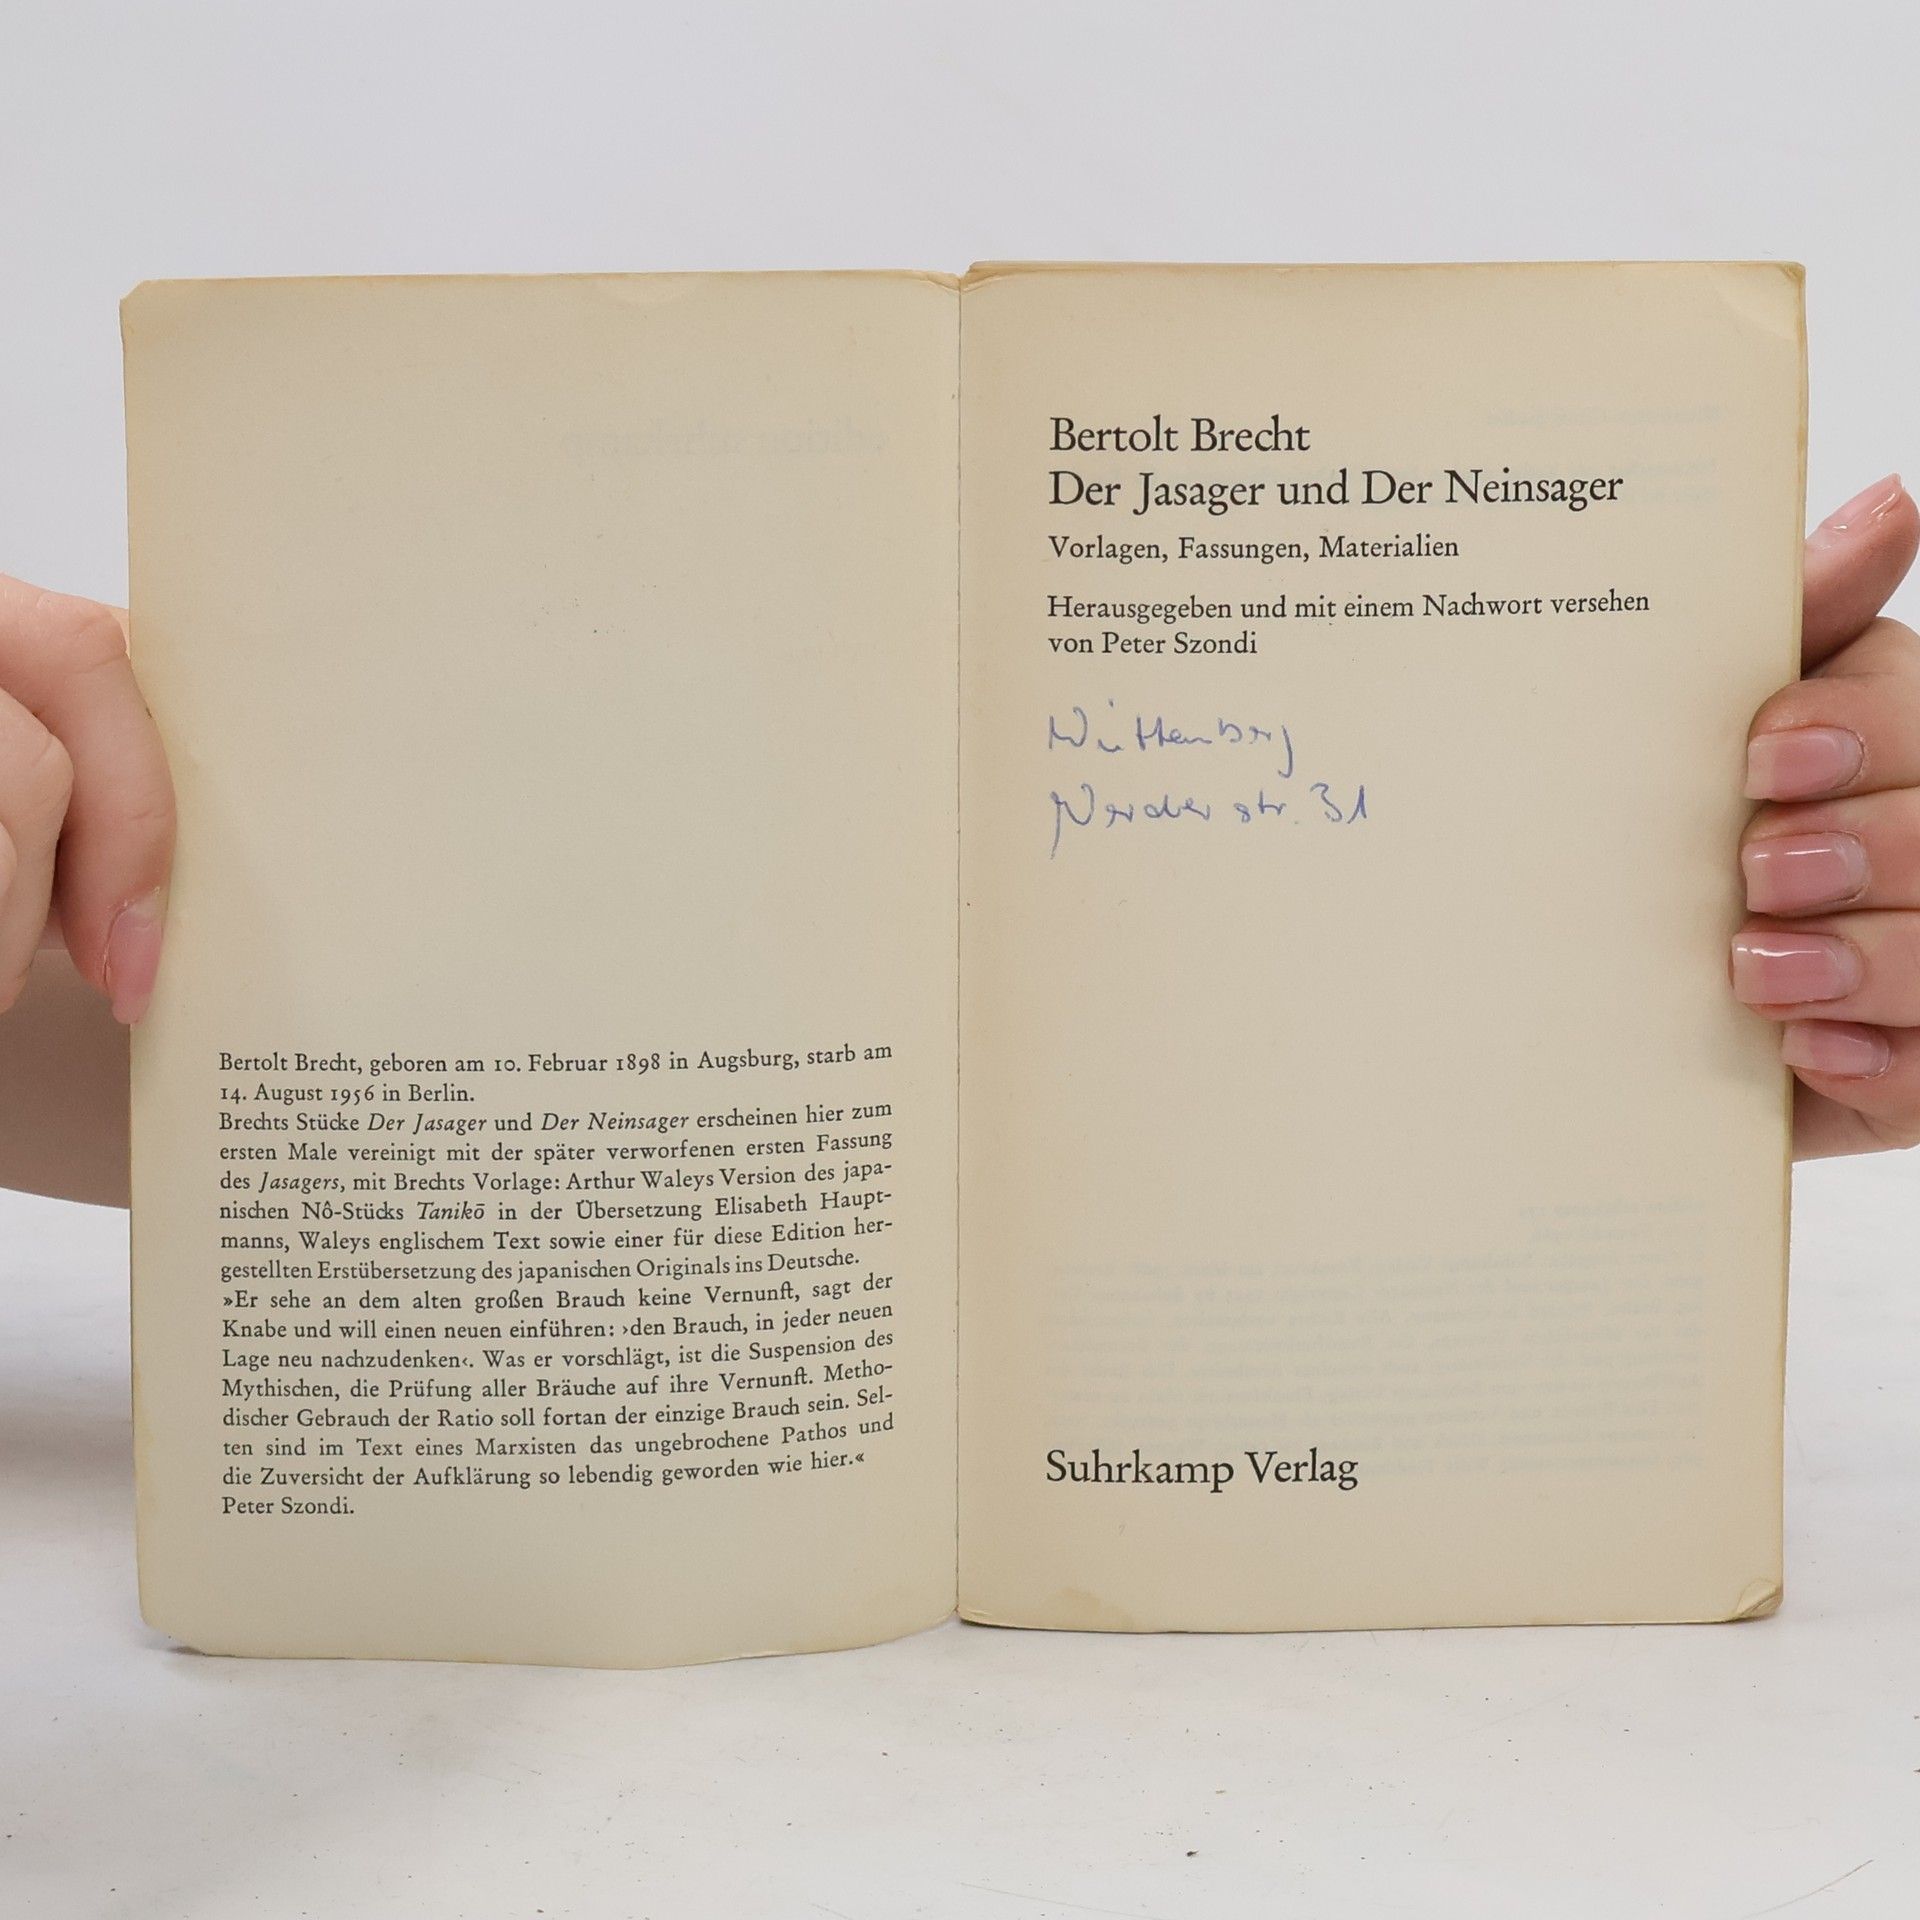 Bertolt Brecht, geboren am 10. Februar 1898 in Augsburg, starb am
14. August 1956 in Berlin.
Brechts Stücke Der Jasager und Der Neinsager erscheinen hier zum
ersten Male vereinigt mit der später verworfenen ersten Fassung
des Jasagers, mit Brechts Vorlage: Arthur Waleys Version des japa-
nischen Nô-Stücks Tanikō in der Übersetzung Elisabeth Haupt-
manns, Waleys englischem Text sowie einer für diese Edition her-
gestellten Erstübersetzung des japanischen Originals ins Deutsche.
»Er sehe an dem alten großen Brauch keine Vernunft, sagt der
Knabe und will einen neuen einführen: ›den Brauch, in jeder neuen
Lage neu nachzudenken‹. Was er vorschlägt, ist die Suspension des
Mythischen, die Prüfung aller Bräuche auf ihre Vernunft. Metho-
discher Gebrauch der Ratio soll fortan der einzige Brauch sein. Sel-
ten sind im Text eines Marxisten das ungebrochene Pathos und
die Zuversicht der Aufklärung so lebendig geworden wie hier.«
Peter Szondi.
Bertolt Brecht
Der Jasager und Der Neinsager
Vorlagen, Fassungen, Materialien
Herausgegeben und mit einem Nachwort versehen
von Peter Szondi
str. 31
Suhrkamp Verlag